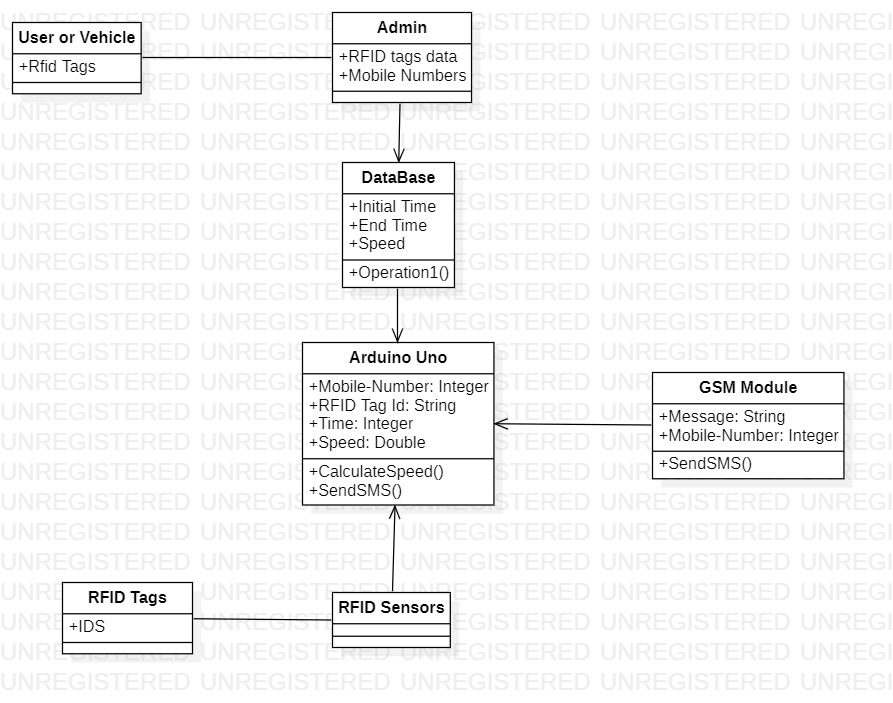 User or Vehicle
+Rfid Tags
Admin
+RFID tags data
+Mobile Numbers
DataBase
+Initial Time
+End Time
+Speed
+Operation1()
Arduino Uno
+Mobile-Number: Integer
+RFID Tag Id: String
+Time: Integer
+Speed: Double
+CalculateSpeed()
+SendSMS()
GSM Module
+Message: String
+Mobile-Number: Integer
+SendSMS()
RFID Tags
+IDS
RFID Sensors
UNREGISTERED